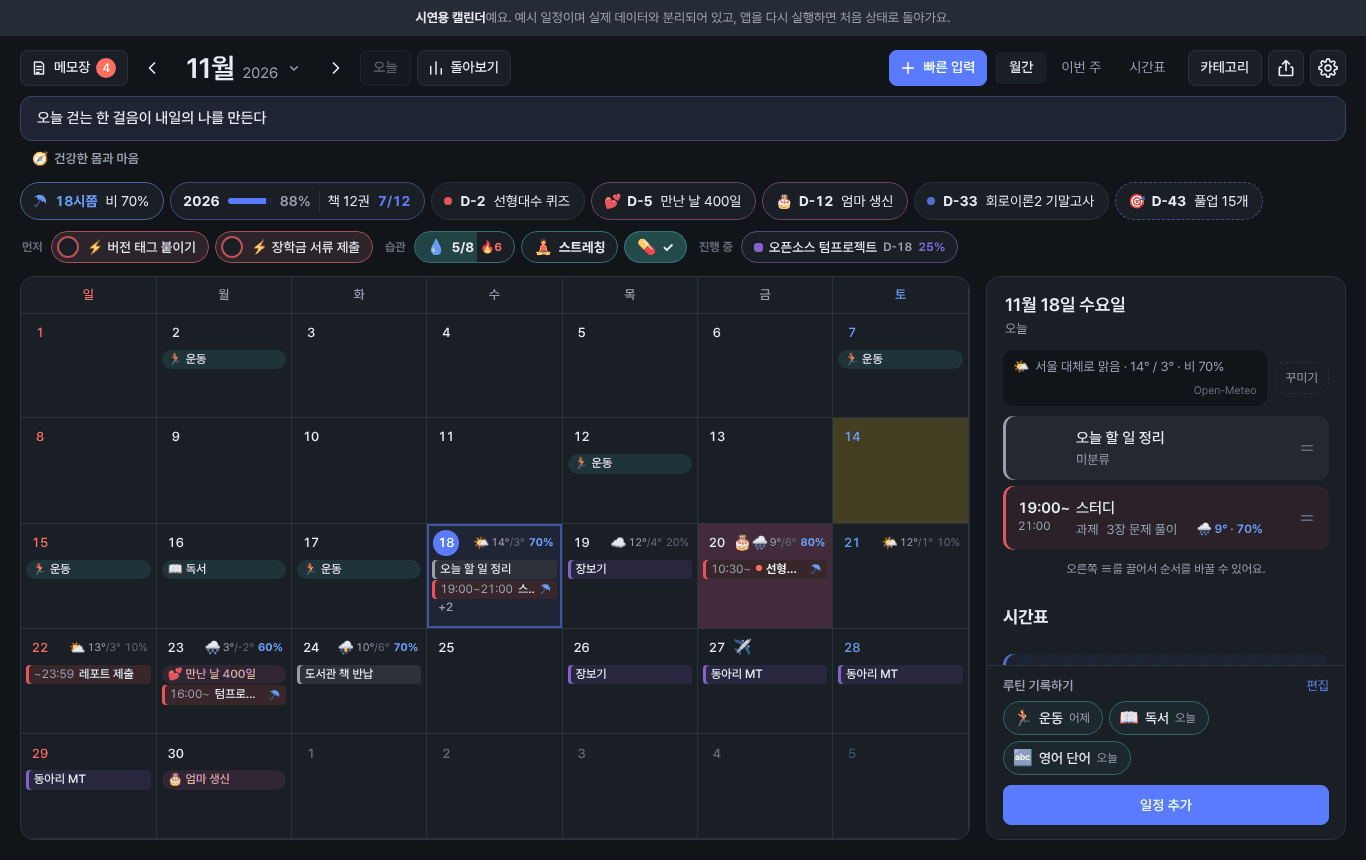 시연용 캘린더예요. 예시 일정이며 실제 데이터와 분리되어 있고, 앱을 다시 실행하면 처음 상태로 돌아가요.
메모장 4 11월 2026 오늘 돌아보기 + 빠른 입력 월간 이번 주 시간표 카테고리
오늘 걷는 한 걸음이 내일의 나를 만든다
건강한 몸과 마음
18시쯤 비 70% 2026 88% 책 12권 7/12 D-2 선형대수 퀴즈 D-5 만난 날 400일 D-12 엄마 생신 D-33 회로이론2 기말고사 D-43 풀업 15개
먼저 버전 태그 붙이기 장학금 서류 제출 습관 5/8 6 스트레칭 진행 중 오픈소스 텀프로젝트 D-18 25%
일 월 화 수 목 금 토
1 2 3 4 5 6 7
운동 운동
8 9 10 11 12 13 14
운동
15 16 17 18 14°/3° 70% 19 12°/4° 20% 20 9°/6° 80% 21 12°/1° 10%
운동 독서 운동 오늘 할 일 정리 장보기 10:30~ 선형...
19:00~21:00 스..
+2
22 13°/3° 10% 23 3°/-2° 60% 24 10°/6° 70% 25 26 27 28
~23:59 레포트 제출 만난 날 400일 도서관 책 반납 장보기 동아리 MT 동아리 MT
16:00~ 텀프로...
29 30 1 2 3 4 5
동아리 MT 엄마 생신
11월 18일 수요일
오늘
서울 대체로 맑음 · 14° / 3° · 비 70%
Open-Meteo
꾸미기
오늘 할 일 정리
미분류
19:00~ 스터디
21:00 과제 3장 문제 풀이 9° · 70%
오른쪽 ≡를 끌어서 순서를 바꿀 수 있어요.
시간표
루틴 기록하기 편집
운동 어제 독서 오늘
abc 영어 단어 오늘
일정 추가